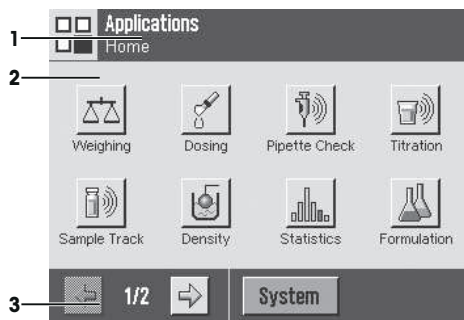 Applications
1 Home
2
Weighing Dosing Pipette Check Titration
Sample Track Density Statistics Formulation
3 1/2 System